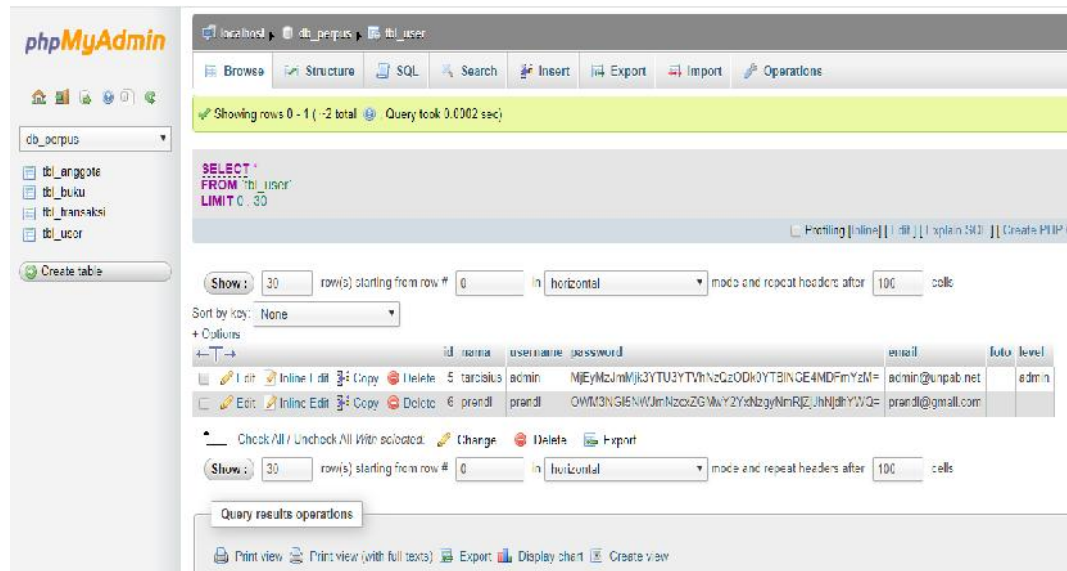 phpMyAdmin
localhost ▸ db_perpus ▸ tbl_user
Browse Structure SQL Search Insert Export Import Operations
Showing rows 0 - 1 ( ~2 total , Query took 0.0002 sec)
db_perpus
tbl_anggota
tbl_buku
tbl_transaksi
tbl_user
Create table
SELECT *
FROM `tbl_user`
LIMIT 0 , 30
Profiling [Inline] [ Edit ] [ Explain SQL ] [ Create PHP
Show : 30 row(s) starting from row # 0 in horizontal mode and repeat headers after 100 cells
Sort by key: None
+ Options
←T→ id nama username password email foto level
Edit Inline Edit Copy Delete 5 tarcisius admin admin@unpab.net admin
Edit Inline Edit Copy Delete 6 prendi prendi prendi@gmail.com
Check All / Uncheck All With selected: Change Delete Export
Show : 30 row(s) starting from row # 0 in horizontal mode and repeat headers after 100 cells
Query results operations
Print view Print view (with full texts) Export Display chart Create view